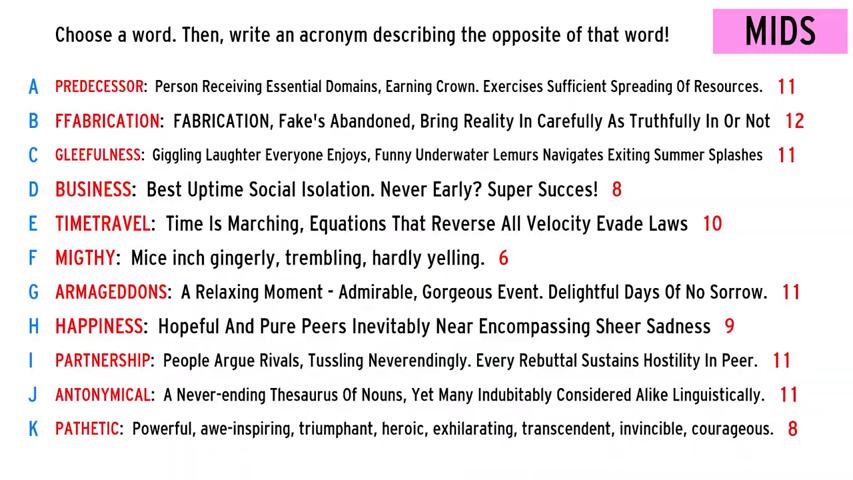 Choose a word. Then, write an acronym describing the opposite of that word!
MIDS
A PREDECESSOR: Person Receiving Essential Domains, Earning Crown. Exercises Sufficient Spreading Of Resources. 11
B FFABRICATION: FABRICATION, Fake's Abandoned, Bring Reality In Carefully As Truthfully In Or Not 12
C GLEEFULNESS: Giggling Laughter Everyone Enjoys, Funny Underwater Lemurs Navigates Exiting Summer Splashes 11
D BUSINESS: Best Uptime Social Isolation. Never Early? Super Succes! 8
E TIMETRAVEL: Time Is Marching, Equations That Reverse All Velocity Evade Laws 10
F MIGTHY: Mice inch gingerly, trembling, hardly yelling. 6
G ARMAGEDDONS: A Relaxing Moment - Admirable, Gorgeous Event. Delightful Days Of No Sorrow. 11
H HAPPINESS: Hopeful And Pure Peers Inevitably Near Encompassing Sheer Sadness 9
I PARTNERSHIP: People Argue Rivals, Tussling Neverendingly. Every Rebuttal Sustains Hostility In Peer. 11
J ANTONYMICAL: A Never-ending Thesaurus Of Nouns, Yet Many Indubitably Considered Alike Linguistically. 11
K PATHETIC: Powerful, awe-inspiring, triumphant, heroic, exhilarating, transcendent, invincible, courageous. 8